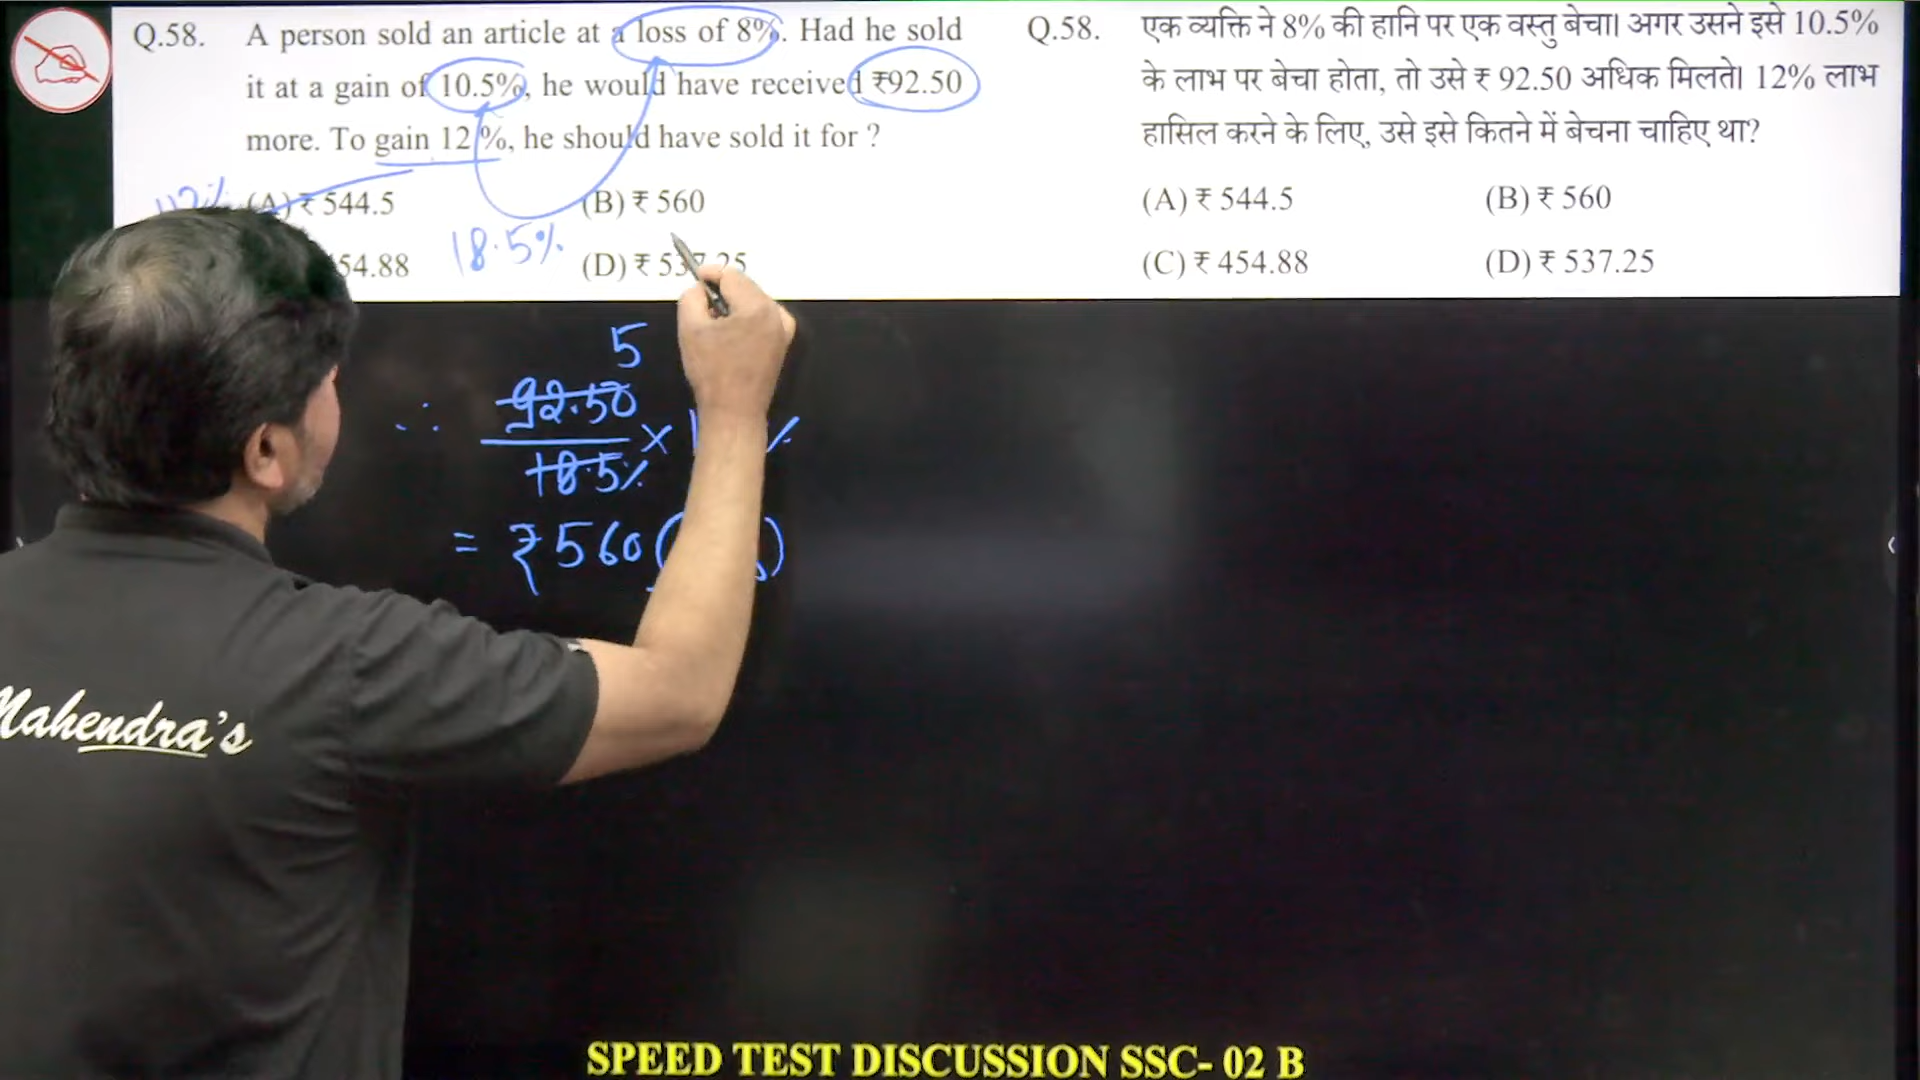 Q.58. A person sold an article at a loss of 8%. Had he sold
it at a gain of 10.5%, he would have received ₹92.50
more. To gain 12 %, he should have sold it for ?
(A) ₹ 544.5 (B) ₹ 560
54.88 (D) ₹ 537.25
18.5%
Q.58. एक व्यक्ति ने 8% की हानि पर एक वस्तु बेचा। अगर उसने इसे 10.5%
के लाभ पर बेचा होता, तो उसे ₹ 92.50 अधिक मिलते। 12% लाभ
हासिल करने के लिए, उसे इसे कितने में बेचना चाहिए था?
(A) ₹ 544.5 (B) ₹ 560
(C) ₹ 454.88 (D) ₹ 537.25
5
∴ 92.50
18.5% ×
= ₹560
Mahendra's
SPEED TEST DISCUSSION SSC- 02 B